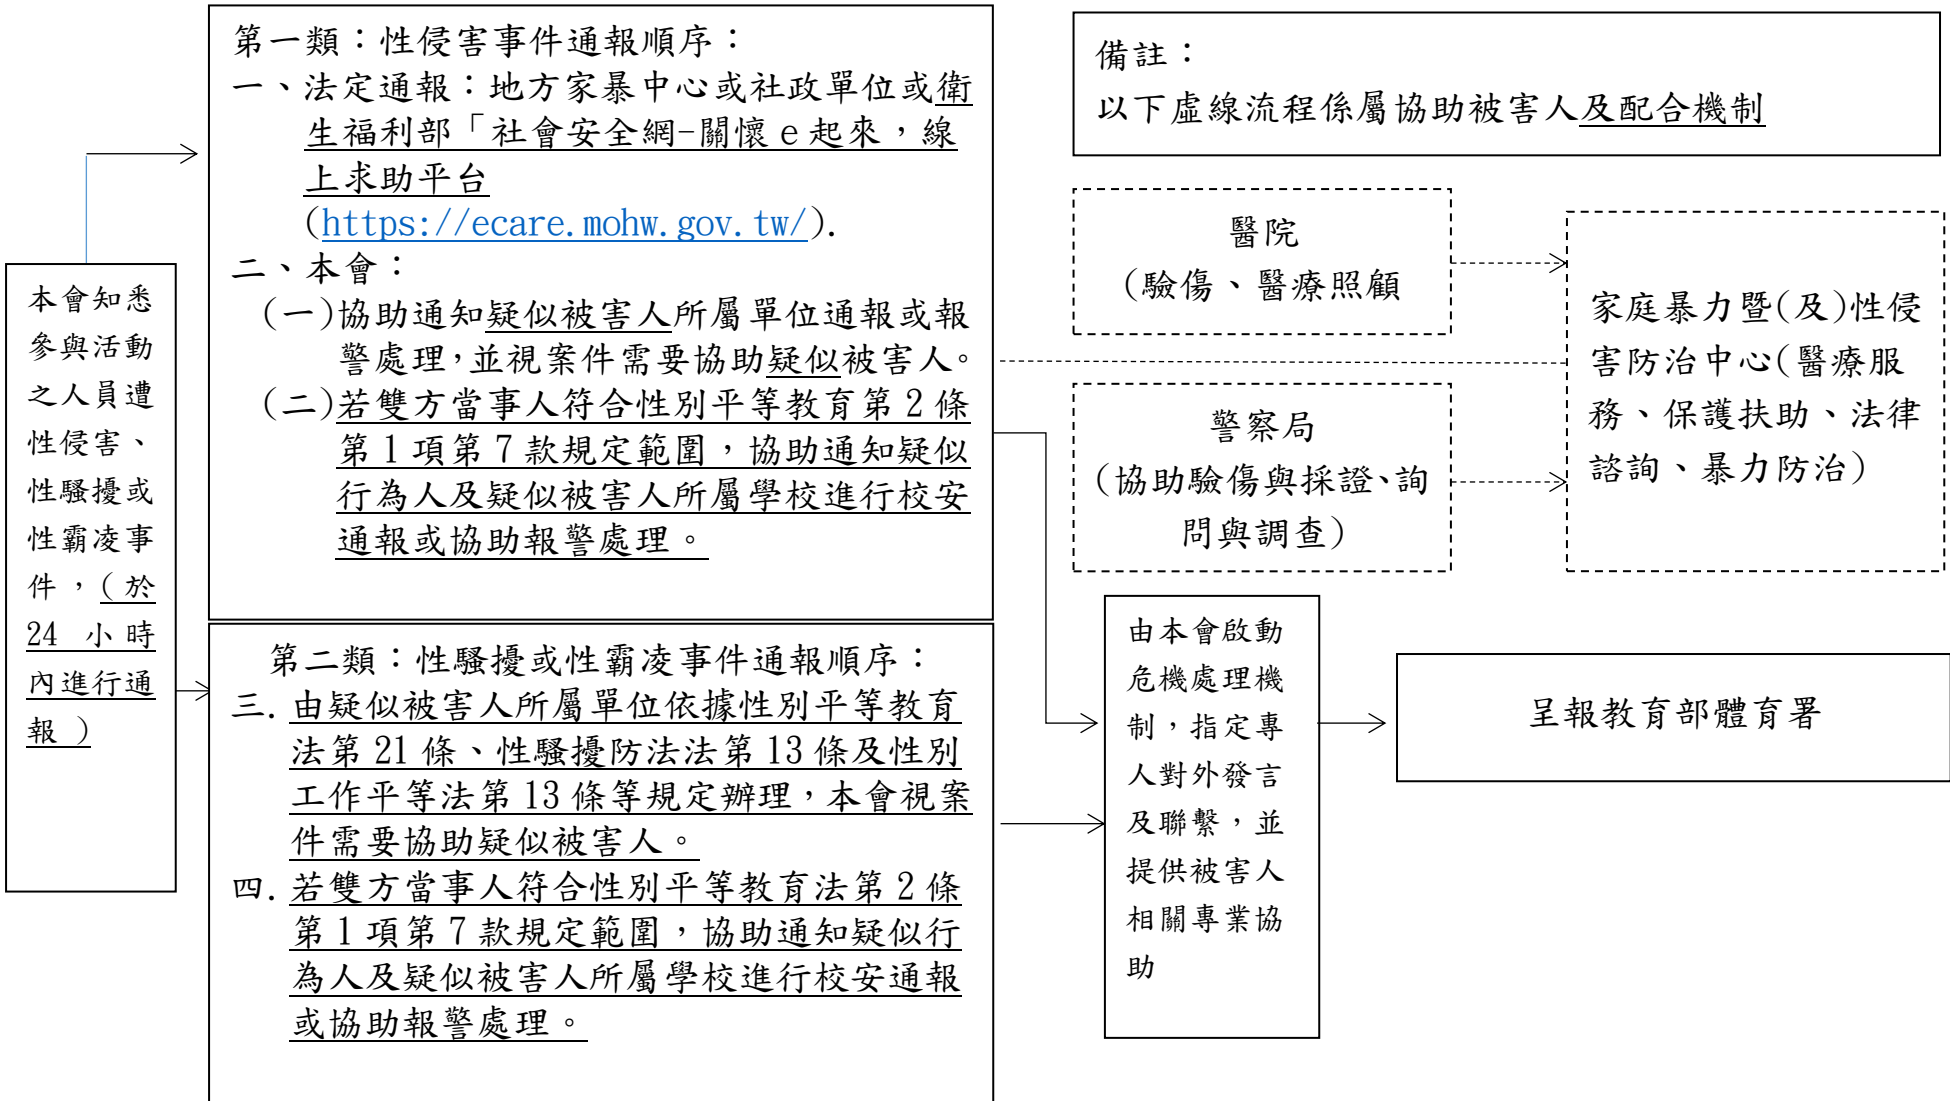 本會知悉
參與活動
之人員遭
性侵害、
性騷擾或
性霸凌事
件，(於
24 小時
內進行通
報 )
第一類：性侵害事件通報順序：
一、法定通報：地方家暴中心或社政單位或衛
生福利部「社會安全網-關懷 e 起來，線
上求助平台
(https://ecare.mohw.gov.tw/).
二、本會：
(一)協助通知疑似被害人所屬單位通報或報
警處理，並視案件需要協助疑似被害人。
(二)若雙方當事人符合性別平等教育第 2 條
第 1 項第 7 款規定範圍，協助通知疑似
行為人及疑似被害人所屬學校進行校安
通報或協助報警處理。
第二類：性騷擾或性霸凌事件通報順序：
三. 由疑似被害人所屬單位依據性別平等教育
法第 21 條、性騷擾防法法第 13 條及性別
工作平等法第 13 條等規定辦理，本會視案
件需要協助疑似被害人。
四. 若雙方當事人符合性別平等教育法第 2 條
第 1 項第 7 款規定範圍，協助通知疑似行
為人及疑似被害人所屬學校進行校安通報
或協助報警處理。
備註：
以下虛線流程係屬協助被害人及配合機制
醫院
(驗傷、醫療照顧
警察局
(協助驗傷與採證、詢
問與調查)
家庭暴力暨(及)性侵
害防治中心(醫療服
務、保護扶助、法律
諮詢、暴力防治)
由本會啟動
危機處理機
制，指定專
人對外發言
及聯繫，並
提供被害人
相關專業協
助
呈報教育部體育署